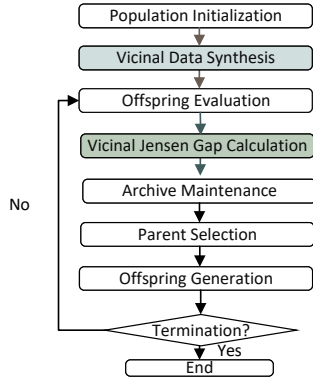 Population Initialization
Vicinal Data Synthesis
Offspring Evaluation
Vicinal Jensen Gap Calculation
Archive Maintenance
No
Parent Selection
Offspring Generation
Termination?
Yes
End